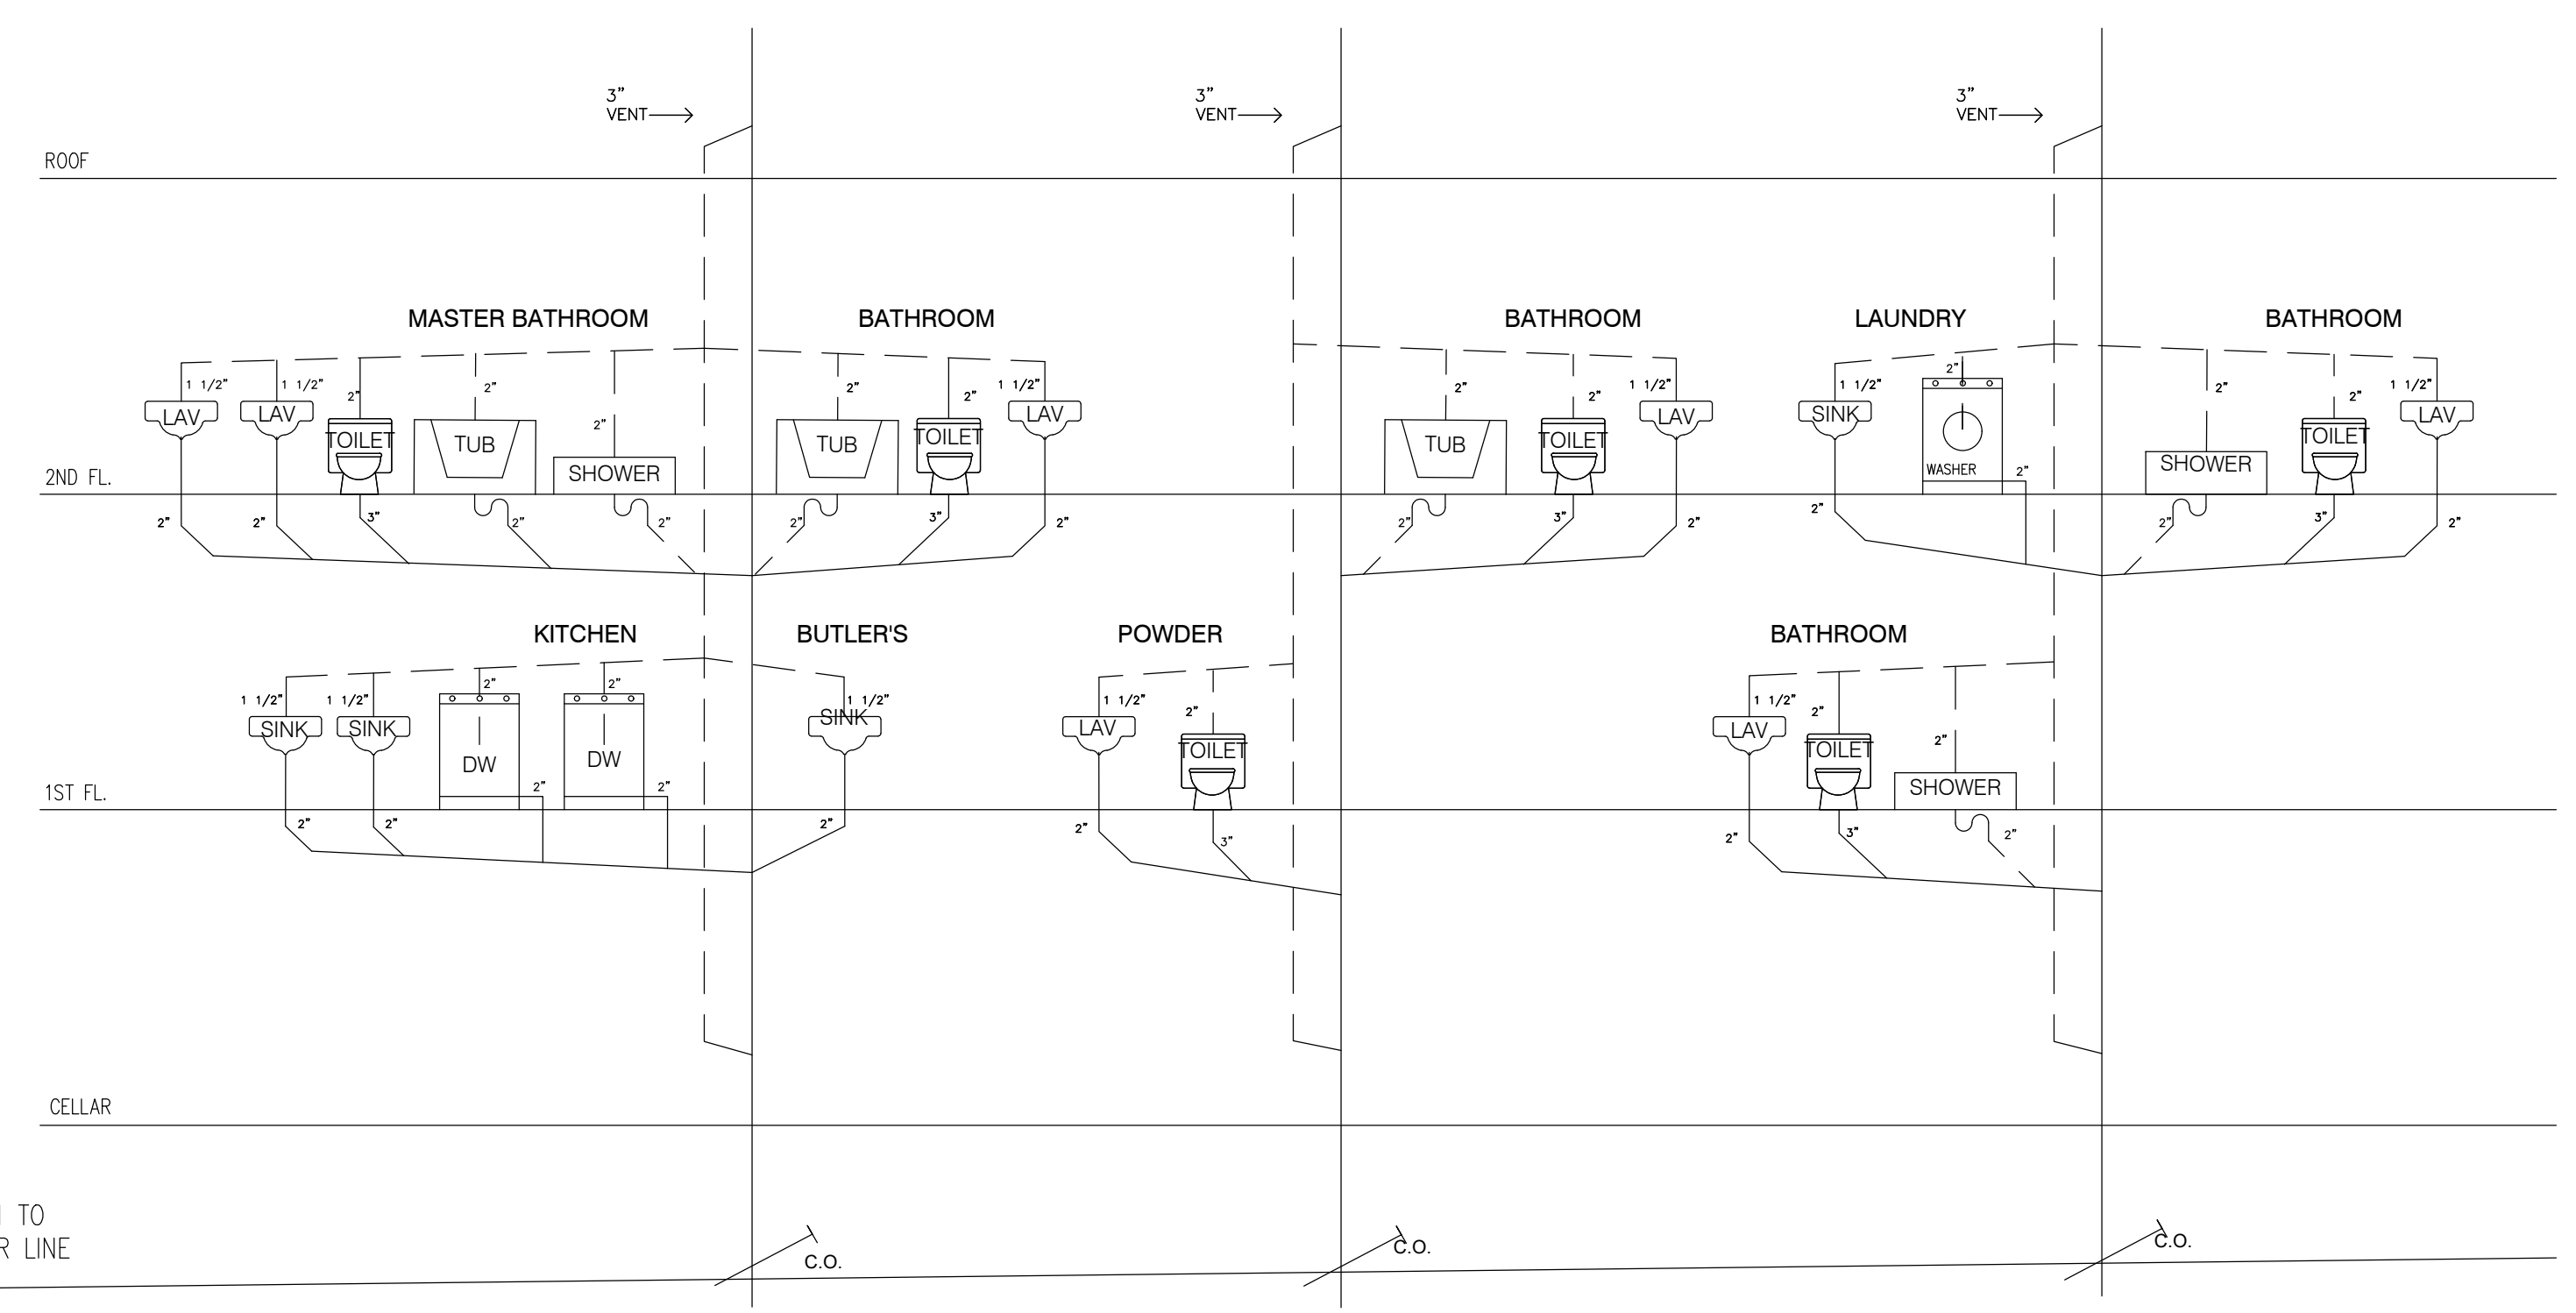 3"
VENT
3"
VENT
3"
VENT
ROOF
MASTER BATHROOM
BATHROOM
BATHROOM
LAUNDRY
BATHROOM
1 1/2"
1 1/2"
2"
2"
2"
2"
2"
1 1/2"
2"
2"
1 1/2"
1 1/2"
2"
2"
2"
1 1/2"
LAV
LAV
TOILET
TUB
SHOWER
TUB
TOILET
LAV
TUB
TOILET
LAV
SINK
WASHER
2"
SHOWER
TOILET
LAV
2ND FL.
2"
2"
3"
2"
2"
2"
3"
2"
2"
3"
2"
2"
2"
3"
2"
KITCHEN
BUTLER'S
POWDER
BATHROOM
1 1/2"
1 1/2"
2"
2"
1 1/2"
1 1/2"
2"
1 1/2"
2"
2"
SINK
SINK
DW
2"
DW
2"
SINK
LAV
TOILET
LAV
TOILET
SHOWER
1ST FL.
2"
2"
2"
2"
3"
2"
3"
2"
CELLAR
TO
LINE
C.O.
C.O.
C.O.